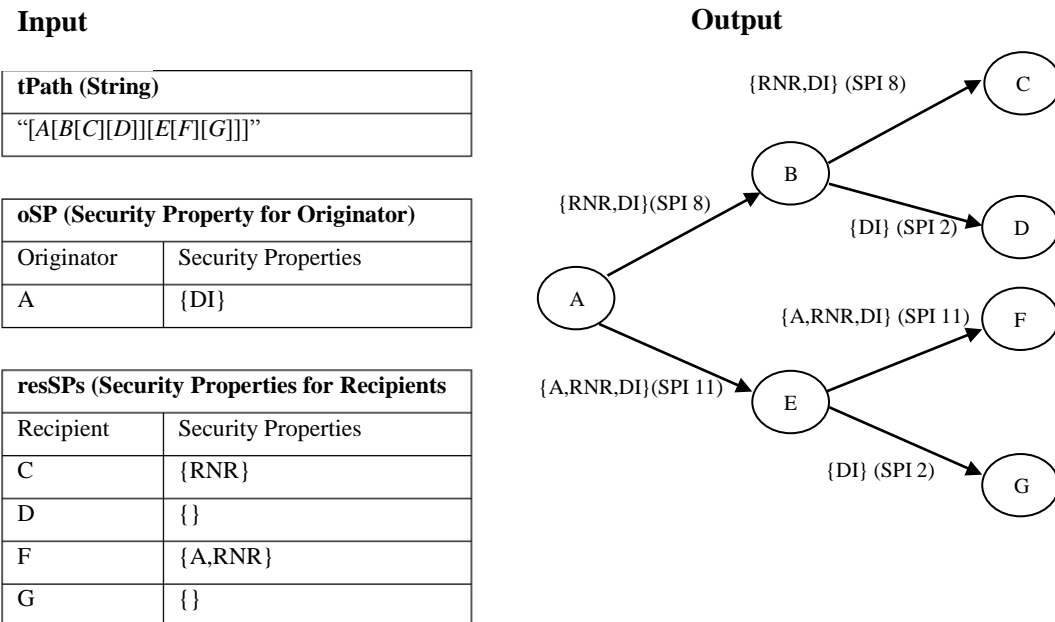 Input
tPath (String)
“[A[B[C][D]][E[F][G]]]”
oSP (Security Property for Originator)
Originator Security Properties
A {DI}
resSPs (Security Properties for Recipients
Recipient Security Properties
C {RNR}
D {}
F {A,RNR}
G {}
Output
{RNR,DI} (SPI 8)
C
B
{RNR,DI}(SPI 8)
{DI} (SPI 2)
D
A
{A,RNR,DI} (SPI 11)
F
{A,RNR,DI}(SPI 11)
E
{DI} (SPI 2)
G